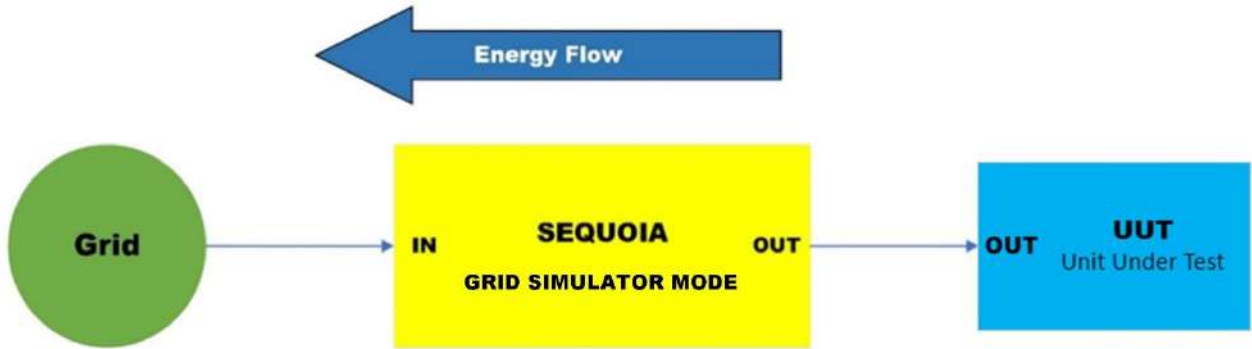 Energy Flow
Grid
IN
SEQUOIA
OUT
GRID SIMULATOR MODE
OUT
UUT
Unit Under Test